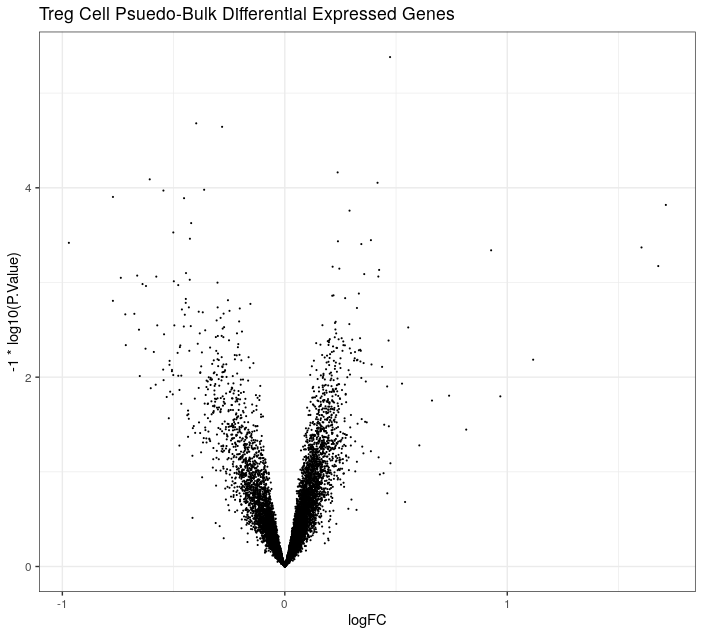 Treg Cell Psuedo-Bulk Differential Expressed Genes
-1 * log10(P.Value)
4
2
0
-1
0
1
logFC